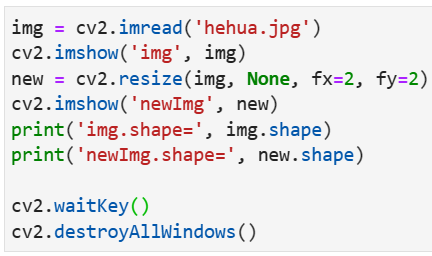 img = cv2.imread('hehua.jpg')
cv2.imshow('img', img)
new = cv2.resize(img, None, fx=2, fy=2)
cv2.imshow('newImg', new)
print('img.shape=', img.shape)
print('newImg.shape=', new.shape)

cv2.waitKey()
cv2.destroyAllWindows()